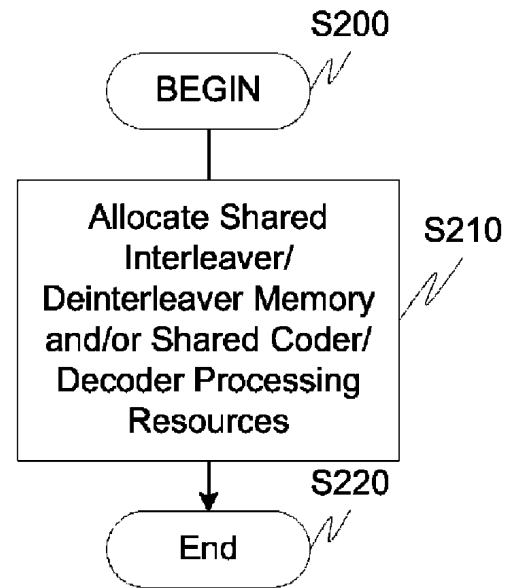 S200
BEGIN
Allocate Shared
Interleaver/
Deinterleaver Memory
and/or Shared Coder/
Decoder Processing
Resources
S210
S220
End